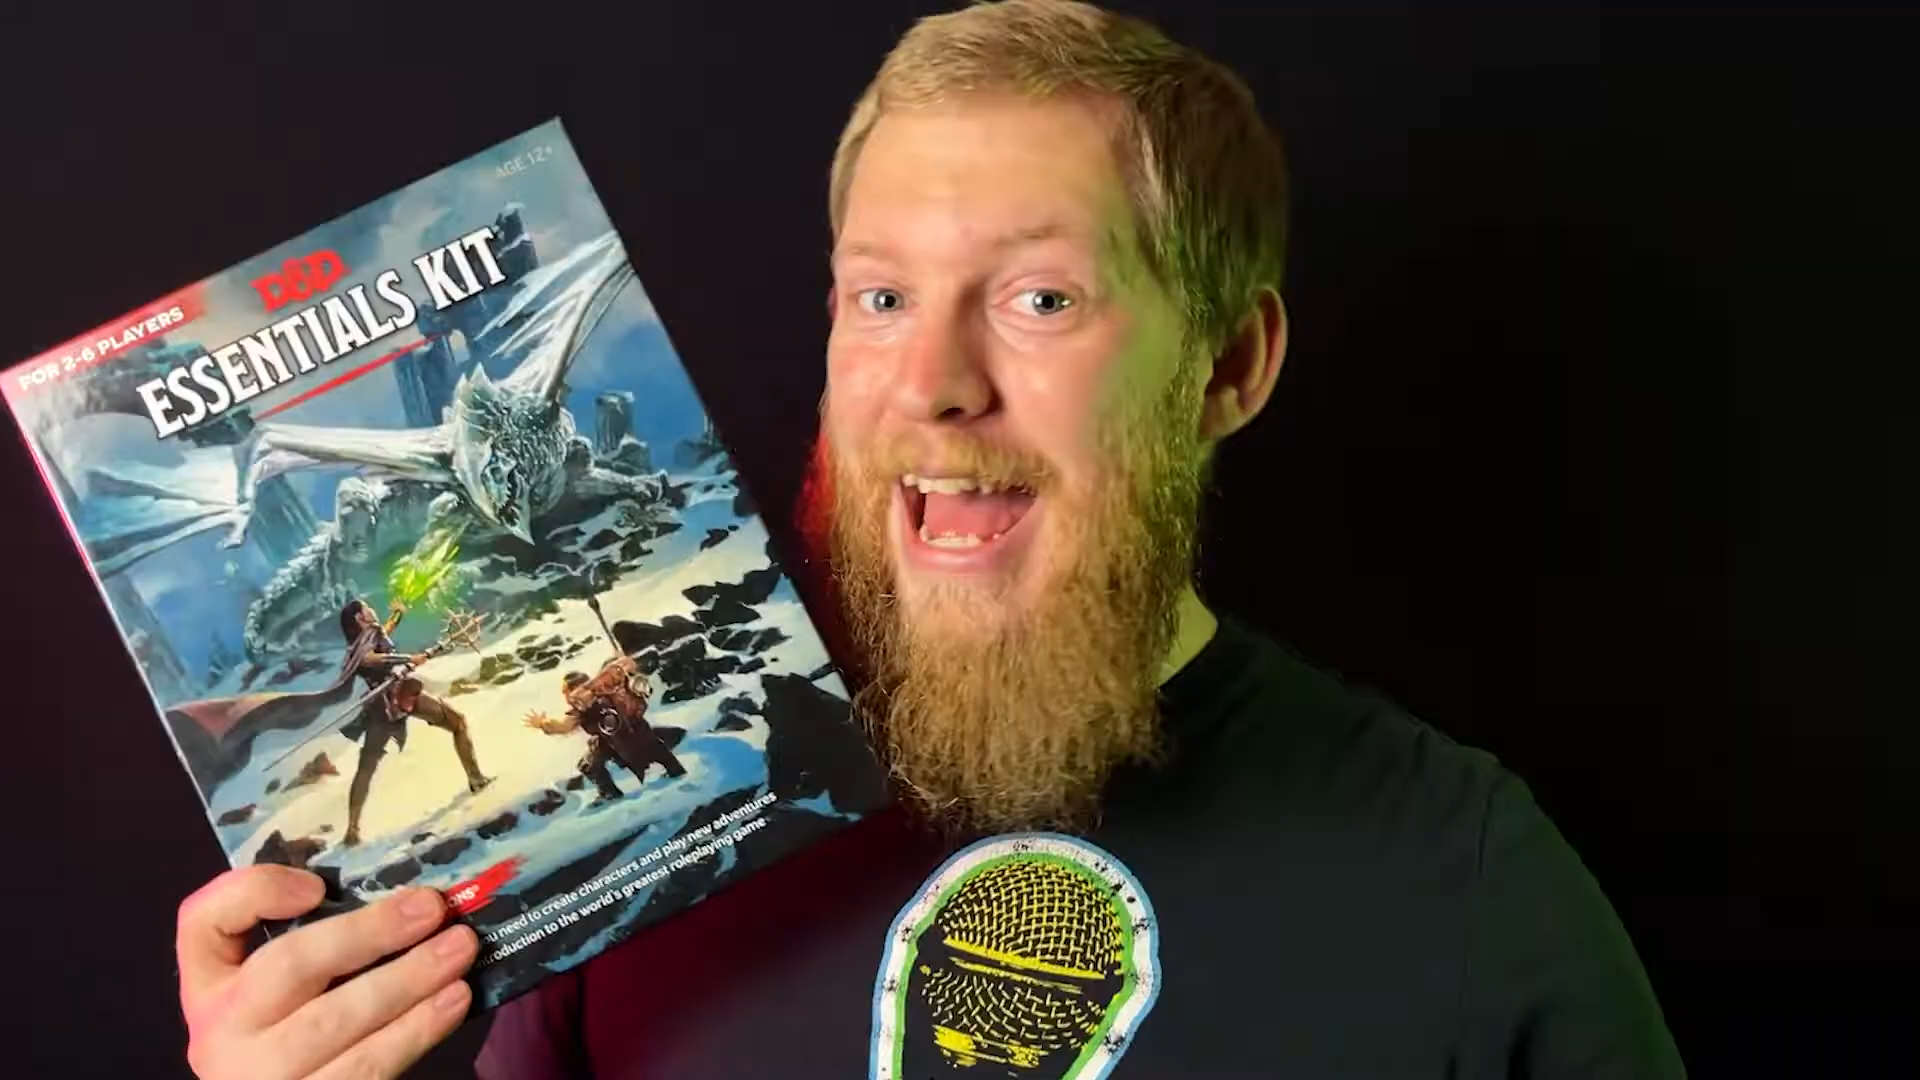 AGE 12+
FOR 2-6 PLAYERS
D&D
ESSENTIALS KIT
you need to create characters and play new adventures
introduction to the world's greatest roleplaying game